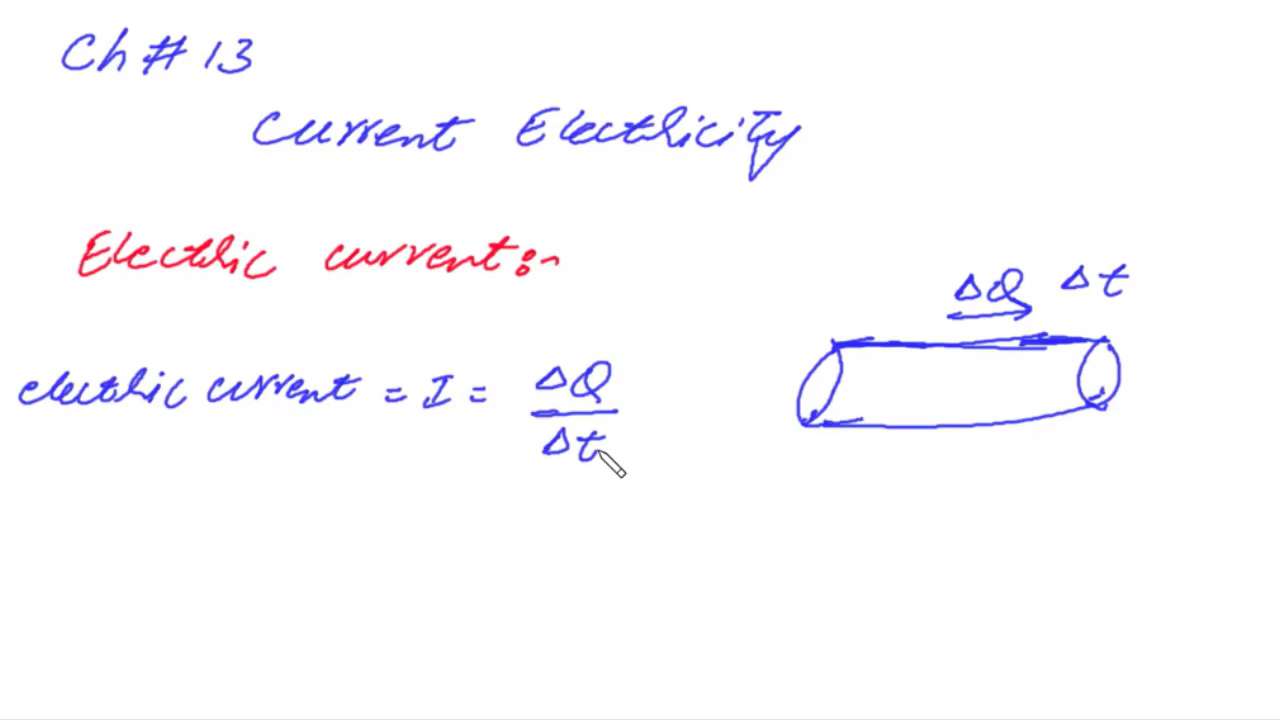 Ch # 13
Current Electricity
Electric current:-
ΔQ Δt
electric current = I = ΔQ
Δt